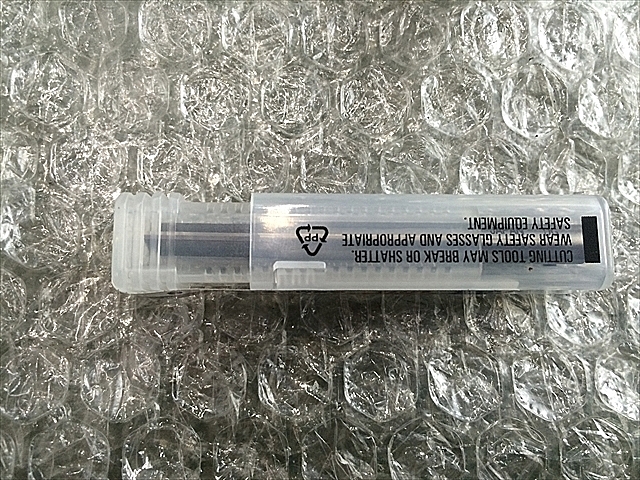 CUTTING TOOLS MAY BREAK OR SHATTER.
WEAR SAFETY GLASSES AND APPROPRIATE
SAFETY EQUIPMENT.
PP